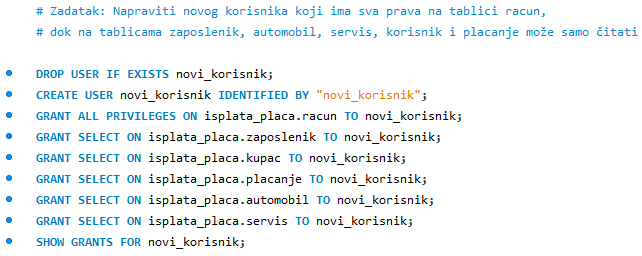 # Zadatak: Napraviti novog korisnika koji ima sva prava na tablici racun,
# dok na tablicama zaposlenik, automobil, servis, korisnik i placanje može samo čitati
DROP USER IF EXISTS novi_korisnik;
CREATE USER novi_korisnik IDENTIFIED BY "novi_korisnik";
GRANT ALL PRIVILEGES ON isplata_placa.racun TO novi_korisnik;
GRANT SELECT ON isplata_placa.zaposlenik TO novi_korisnik;
GRANT SELECT ON isplata_placa.kupac TO novi_korisnik;
GRANT SELECT ON isplata_placa.placanje TO novi_korisnik;
GRANT SELECT ON isplata_placa.automobil TO novi_korisnik;
GRANT SELECT ON isplata_placa.servis TO novi_korisnik;
SHOW GRANTS FOR novi_korisnik;